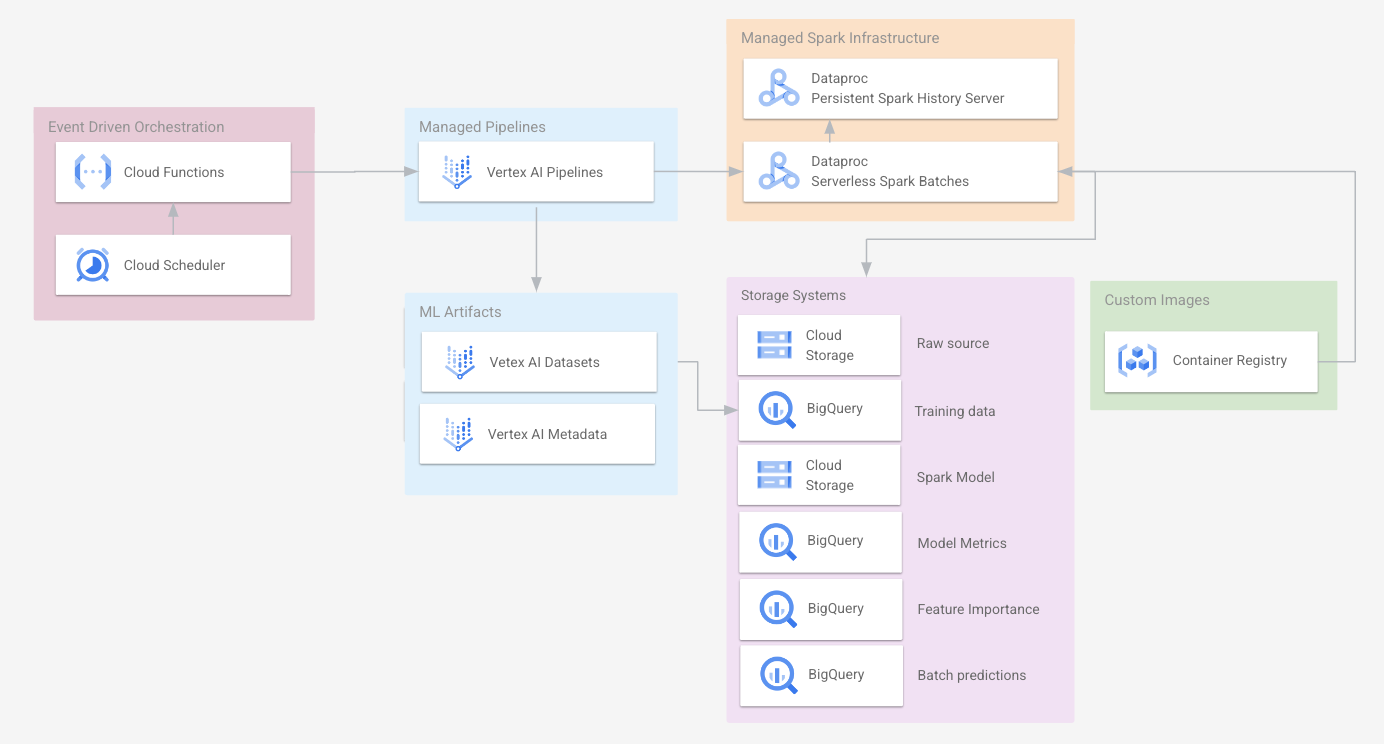 Event Driven Orchestration
Cloud Functions
Cloud Scheduler
Managed Pipelines
Vertex AI Pipelines
ML Artifacts
Vetex AI Datasets
Vertex AI Metadata
Managed Spark Infrastructure
Dataproc
Persistent Spark History Server
Dataproc
Serverless Spark Batches
Storage Systems
Cloud
Storage
Raw source
BigQuery
Training data
Cloud
Storage
Spark Model
BigQuery
Model Metrics
BigQuery
Feature Importance
BigQuery
Batch predictions
Custom Images
Container Registry